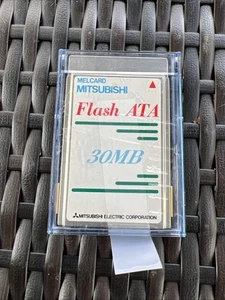 MELCARD
MITSUBISHI
Flash ATA
30MB
MITSUBISHI ELECTRIC CORPORATION